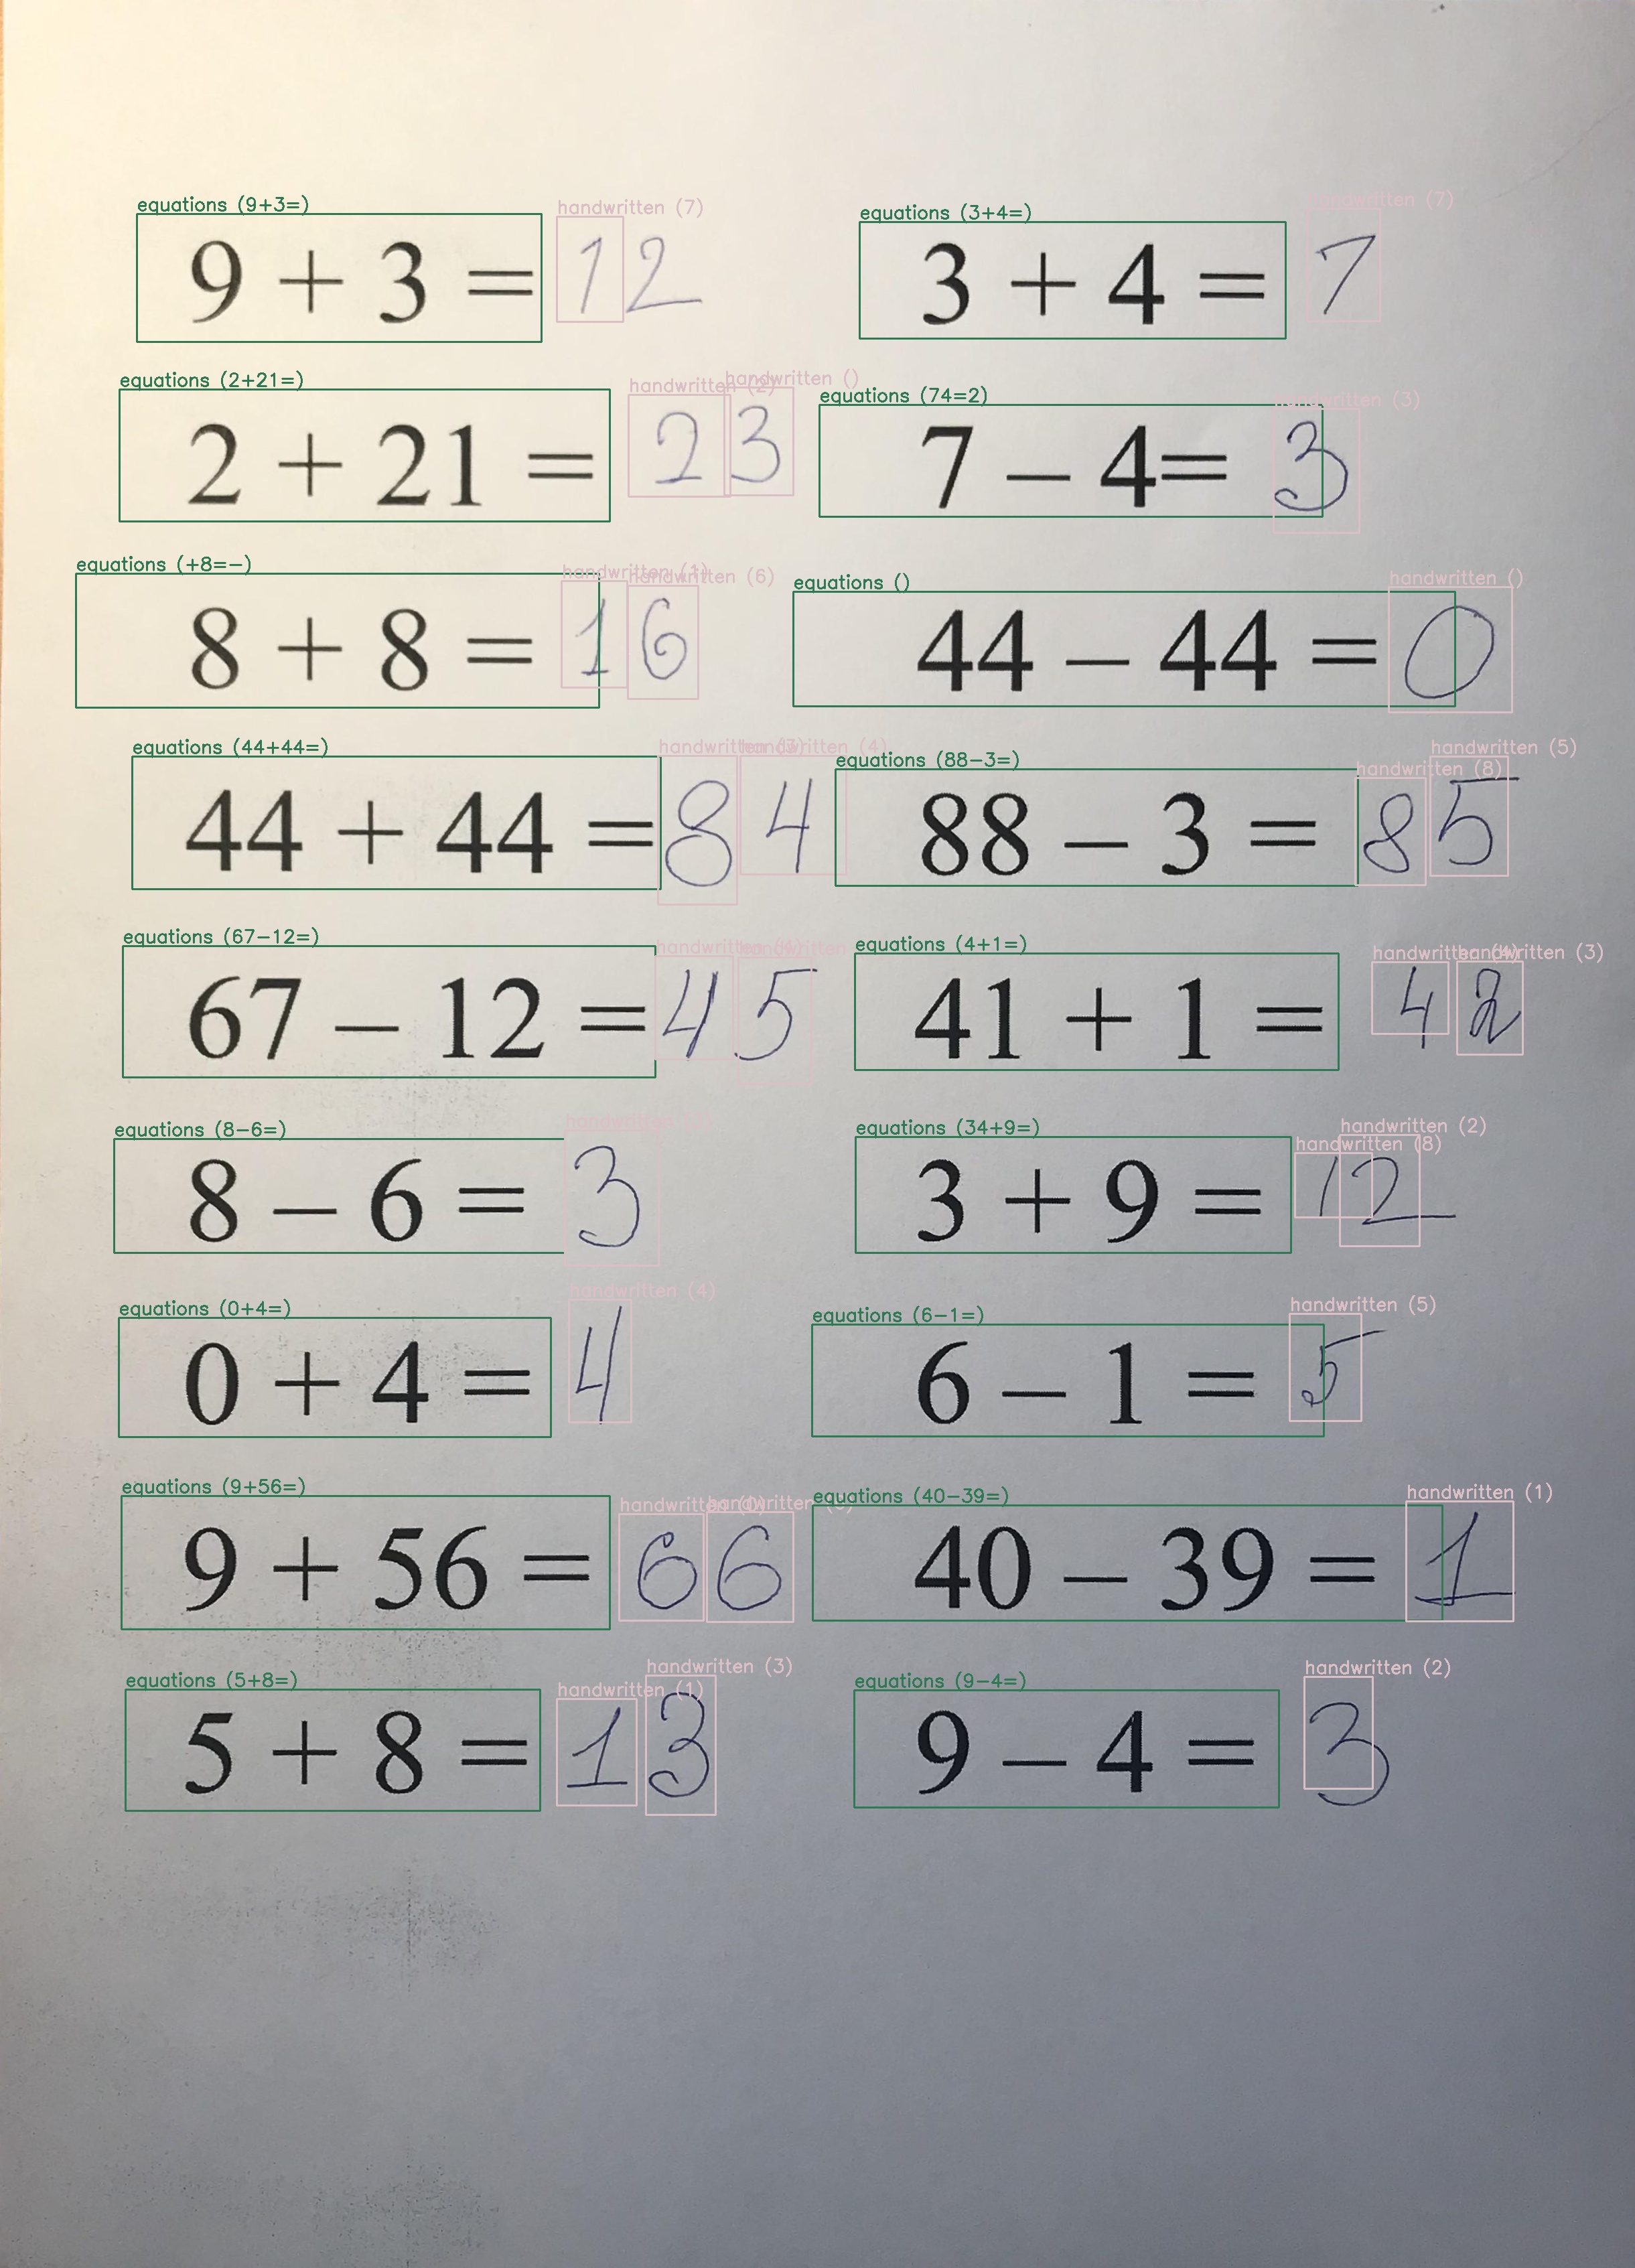 equations (9+3=) handwritten (7) equations (3+4=) handwritten (7)
9 + 3 = 12 3 + 4 = 7
equations (2+21=) handwritten (2) handwritten () equations (74=2) handwritten (3)
2 + 21 = 23 7 – 4= 3
equations (+8=-) handwritten (1) handwritten (6) equations () handwritten ()
8 + 8 = 16 44 – 44 = 0
equations (44+44=) handwritten handwritten (4) equations (88-3=) handwritten (8) handwritten (5)
44 + 44 = 84 88 – 3 = 85
equations (67-12=) handwritten handwritten equations (4+1=) handwritten (4) handwritten (3)
67 – 12 = 45 41 + 1 = 42
equations (8-6=) handwritten equations (34+9=) handwritten (8) handwritten (2)
8 – 6 = 3 3 + 9 = 12
equations (0+4=) handwritten (4) equations (6-1=) handwritten (5)
0 + 4 = 4 6 – 1 = 5
equations (9+56=) handwritten handwritten equations (40-39=) handwritten (1)
9 + 56 = 66 40 – 39 = 1
equations (5+8=) handwritten (1) handwritten (3) equations (9-4=) handwritten (2)
5 + 8 = 13 9 – 4 = 3